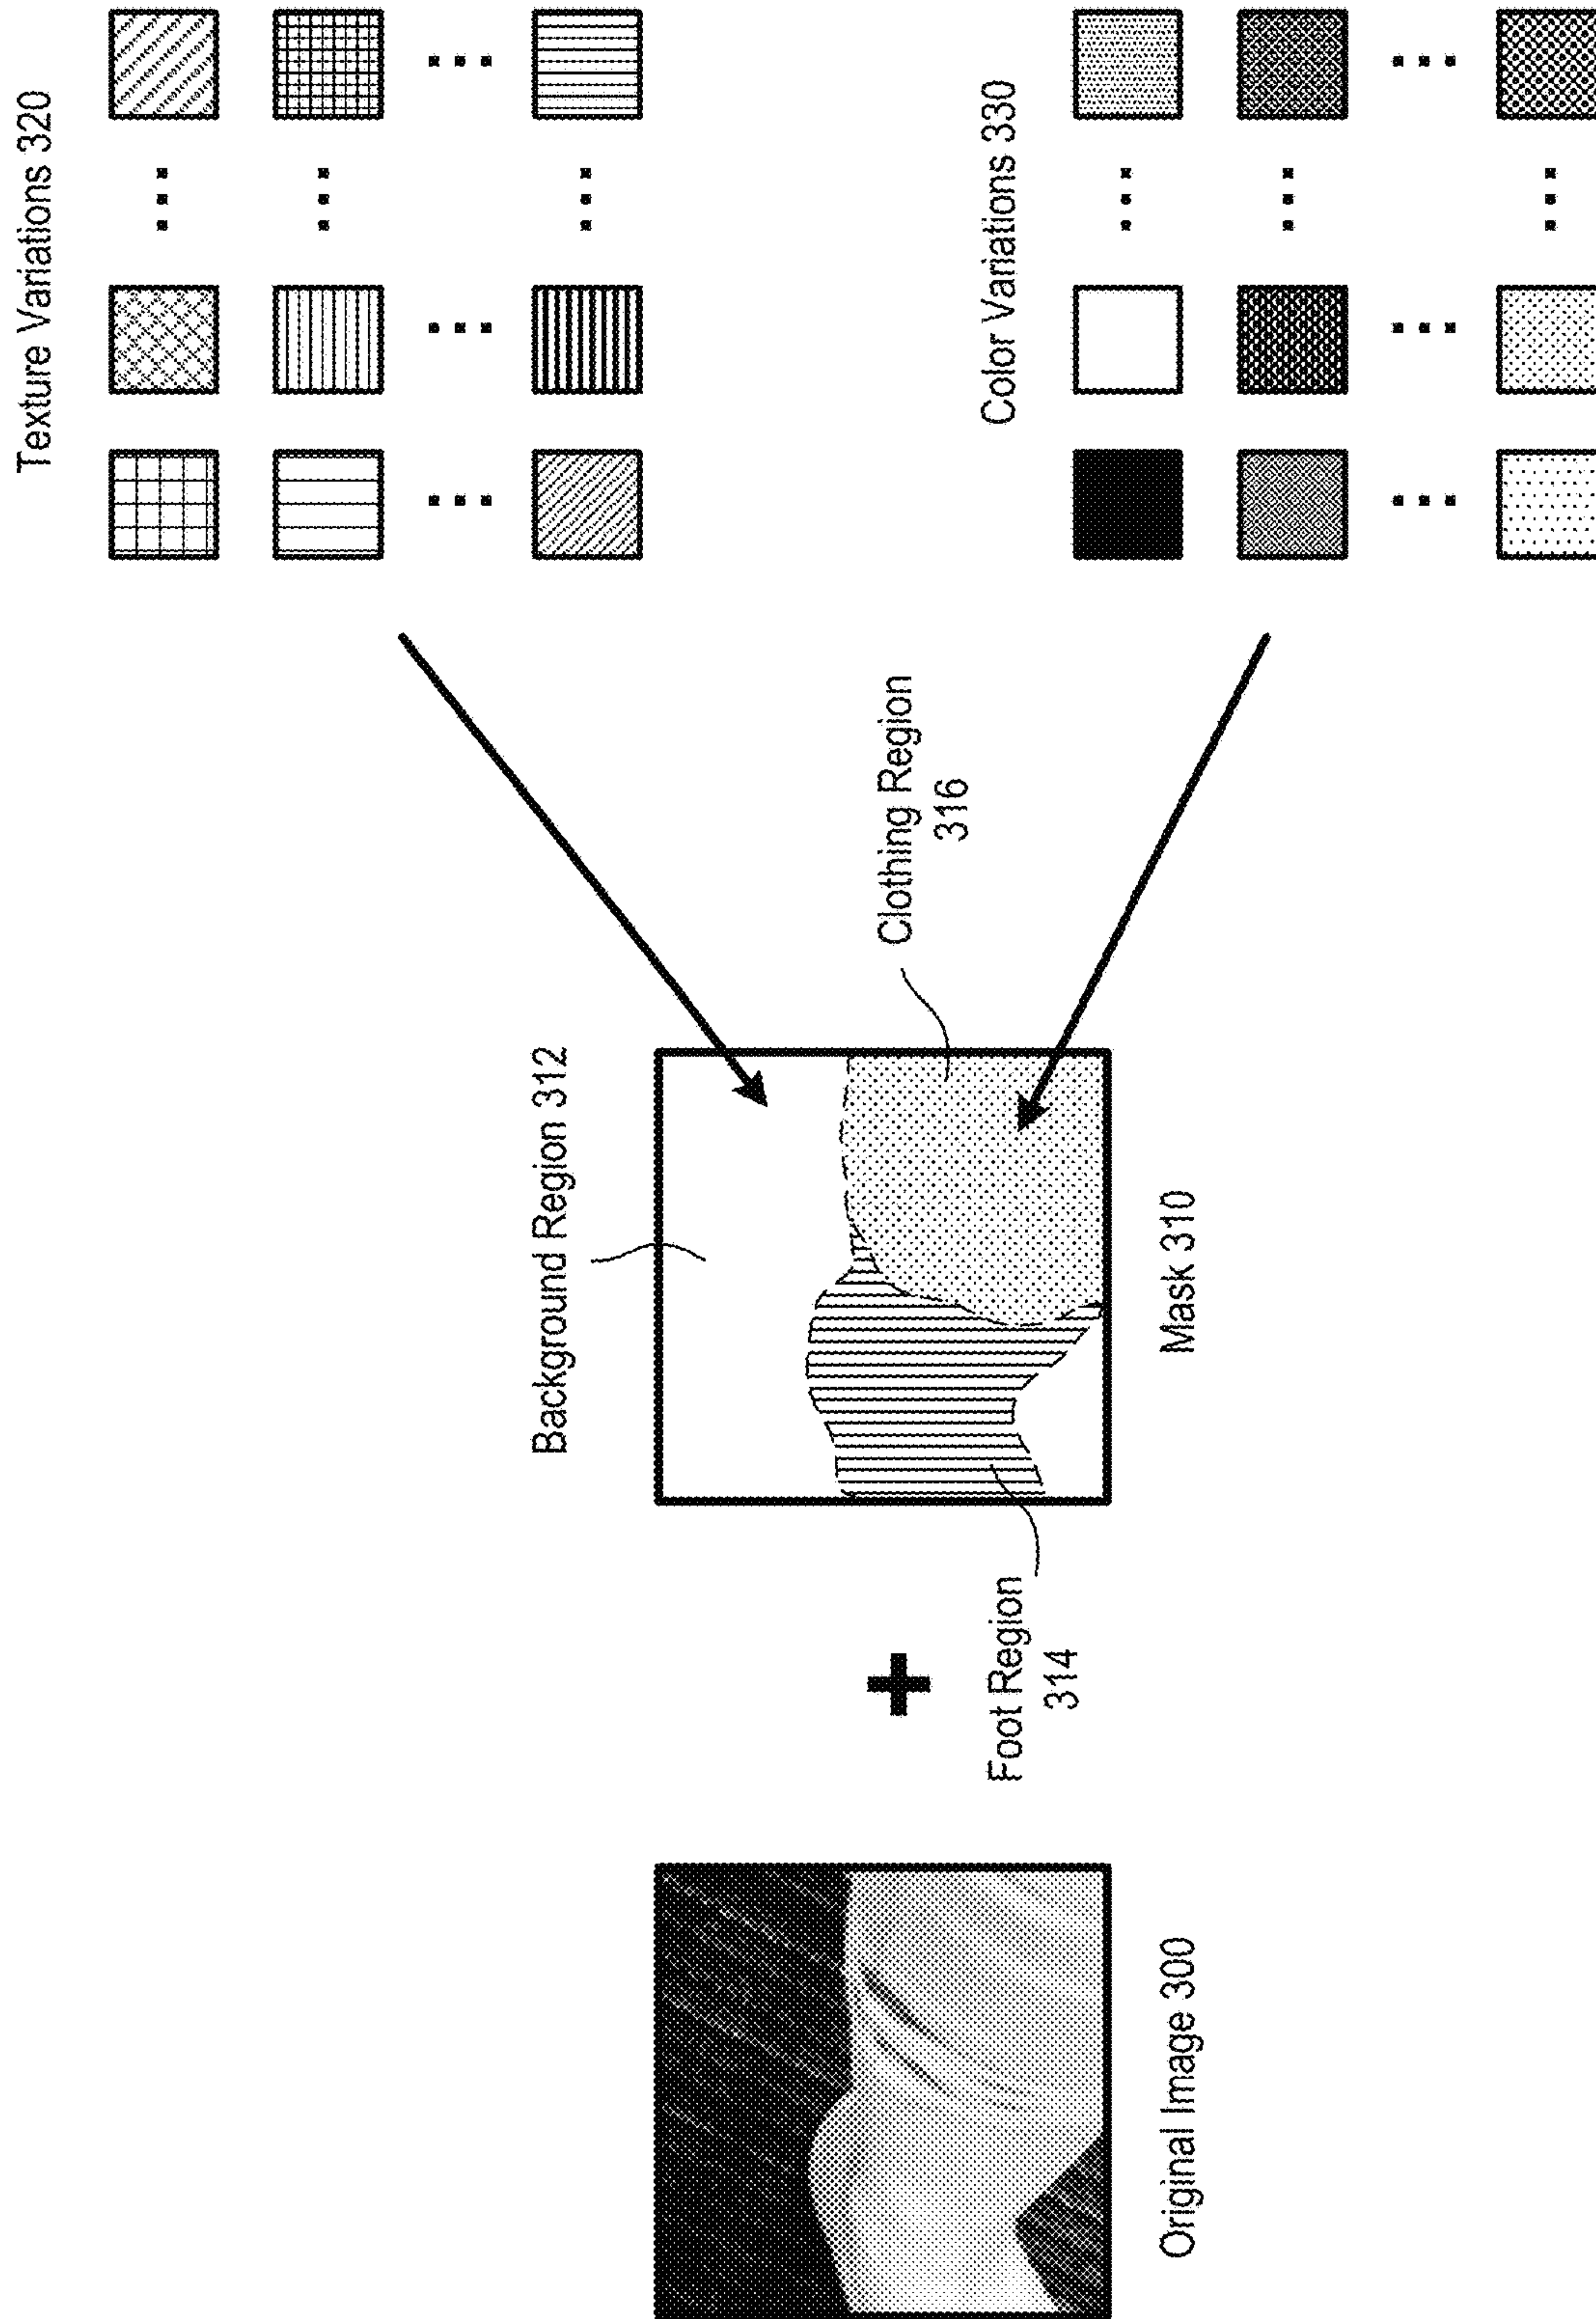 Original Image 300
Foot Region
314
Mask 310
Background Region 312
Clothing Region
316
Texture Variations 320
Color Variations 330